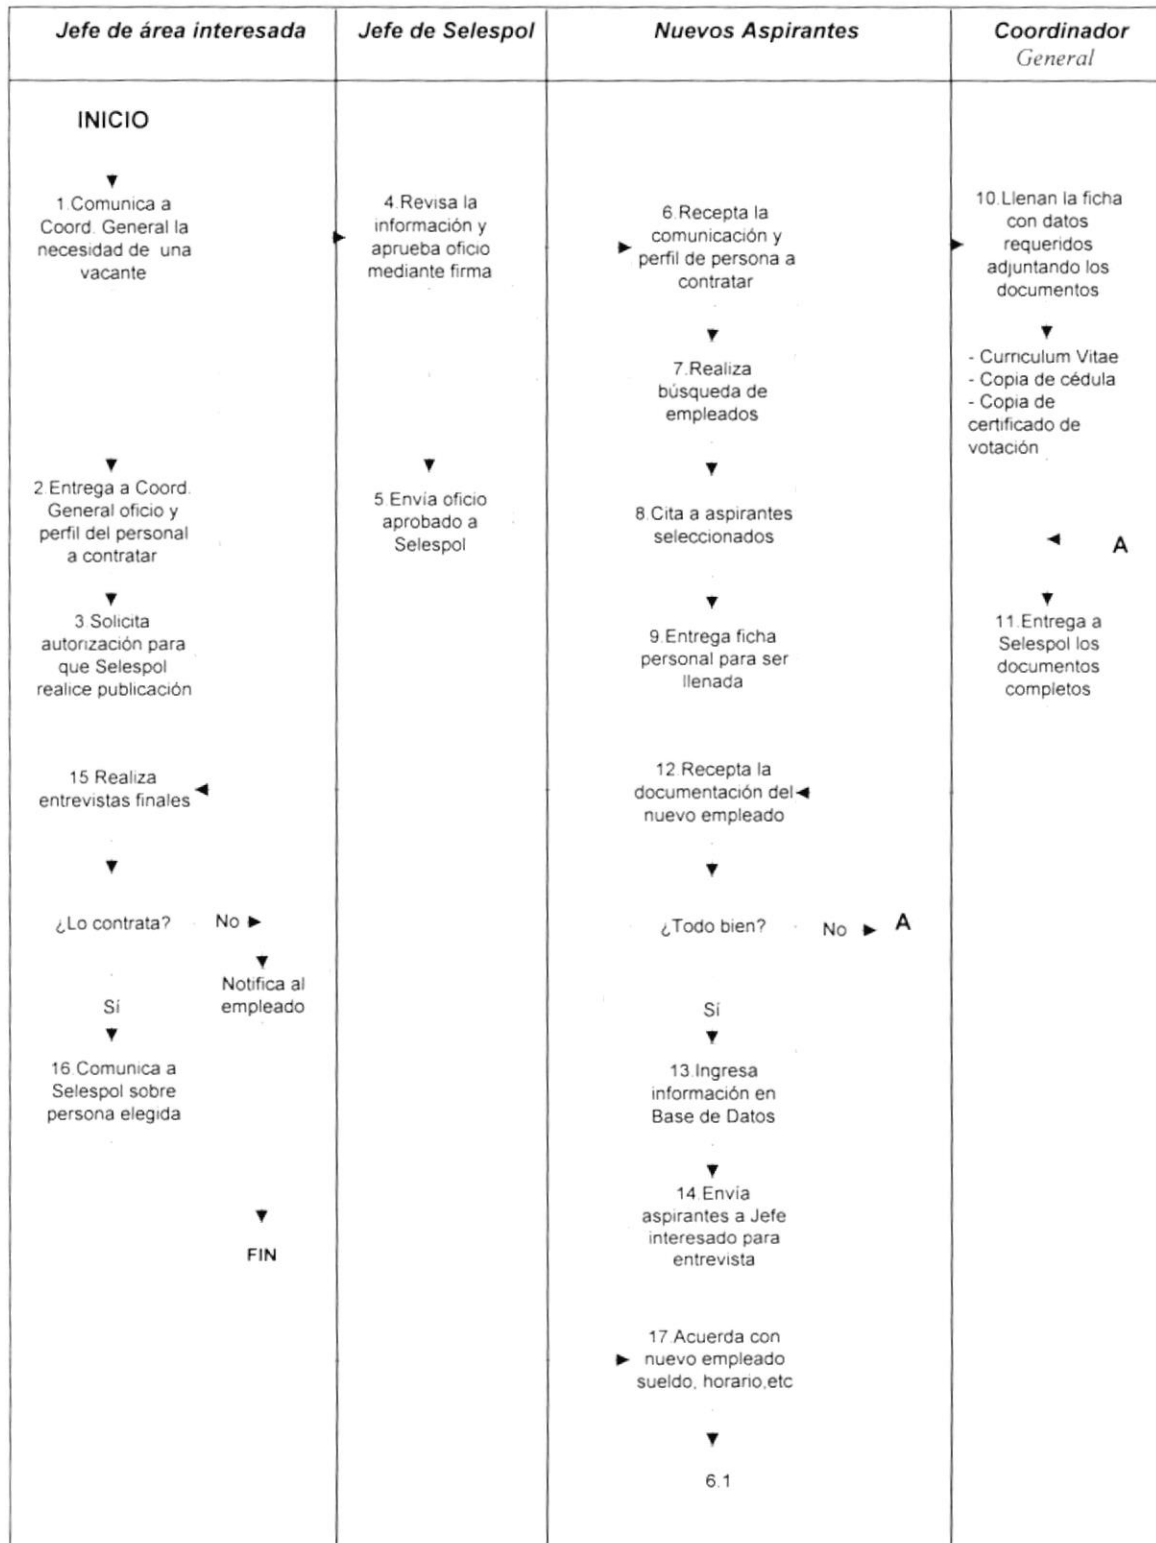 Jefe de área interesada
Jefe de Selespol
Nuevos Aspirantes
Coordinador
General
INICIO
1.Comunica a
Coord. General la
necesidad de una
vacante
2.Entrega a Coord.
General oficio y
perfil del personal
a contratar
3.Solicita
autorización para
que Selespol
realice publicación
4.Revisa la
información y
aprueba oficio
mediante firma
5.Envía oficio
aprobado a
Selespol
6.Recepta la
comunicación y
perfil de persona a
contratar
7.Realiza
búsqueda de
empleados
8.Cita a aspirantes
seleccionados
9.Entrega ficha
personal para ser
llenada
10.Llenan la ficha
con datos
requeridos
adjuntando los
documentos
- Curriculum Vitae
- Copia de cédula
- Copia de
certificado de
votación
A
11.Entrega a
Selespol los
documentos
completos
12.Recepta la
documentación del
nuevo empleado
¿Todo bien?
No
A
Sí
13.Ingresa
información en
Base de Datos
14.Envía
aspirantes a Jefe
interesado para
entrevista
15.Realiza
entrevistas finales
¿Lo contrata?
No
Notifica al
empleado
Sí
16.Comunica a
Selespol sobre
persona elegida
FIN
17.Acuerda con
nuevo empleado
sueldo, horario,etc
6.1